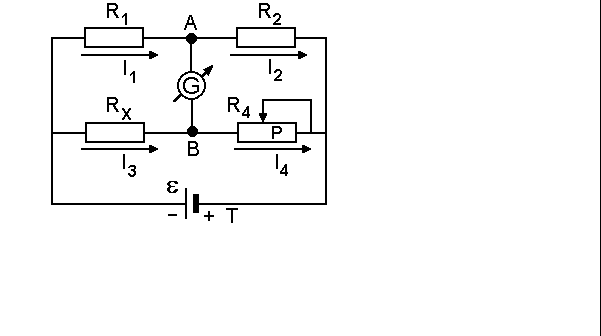 R1 A R2
I1 G I2
RX R4 P
B
I3 I4
ε
− + T